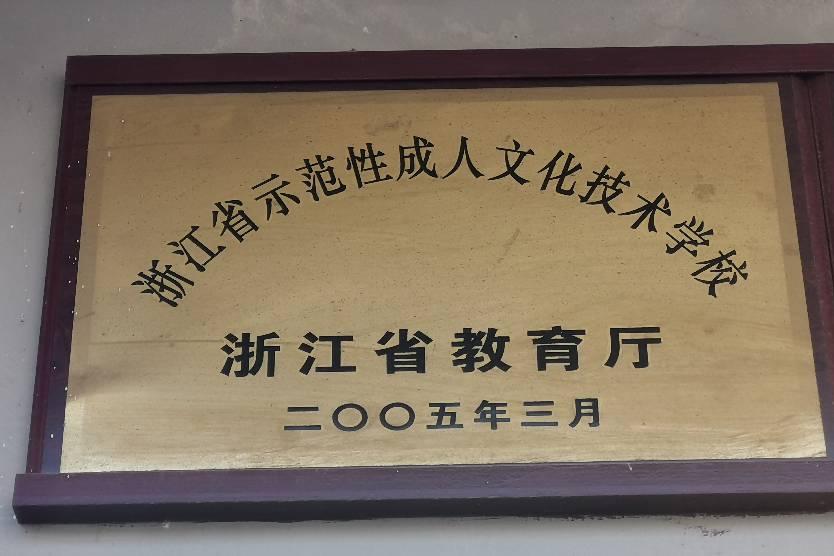 浙江省示范性成人文化技术学校
浙江省教育厅
二〇〇五年三月